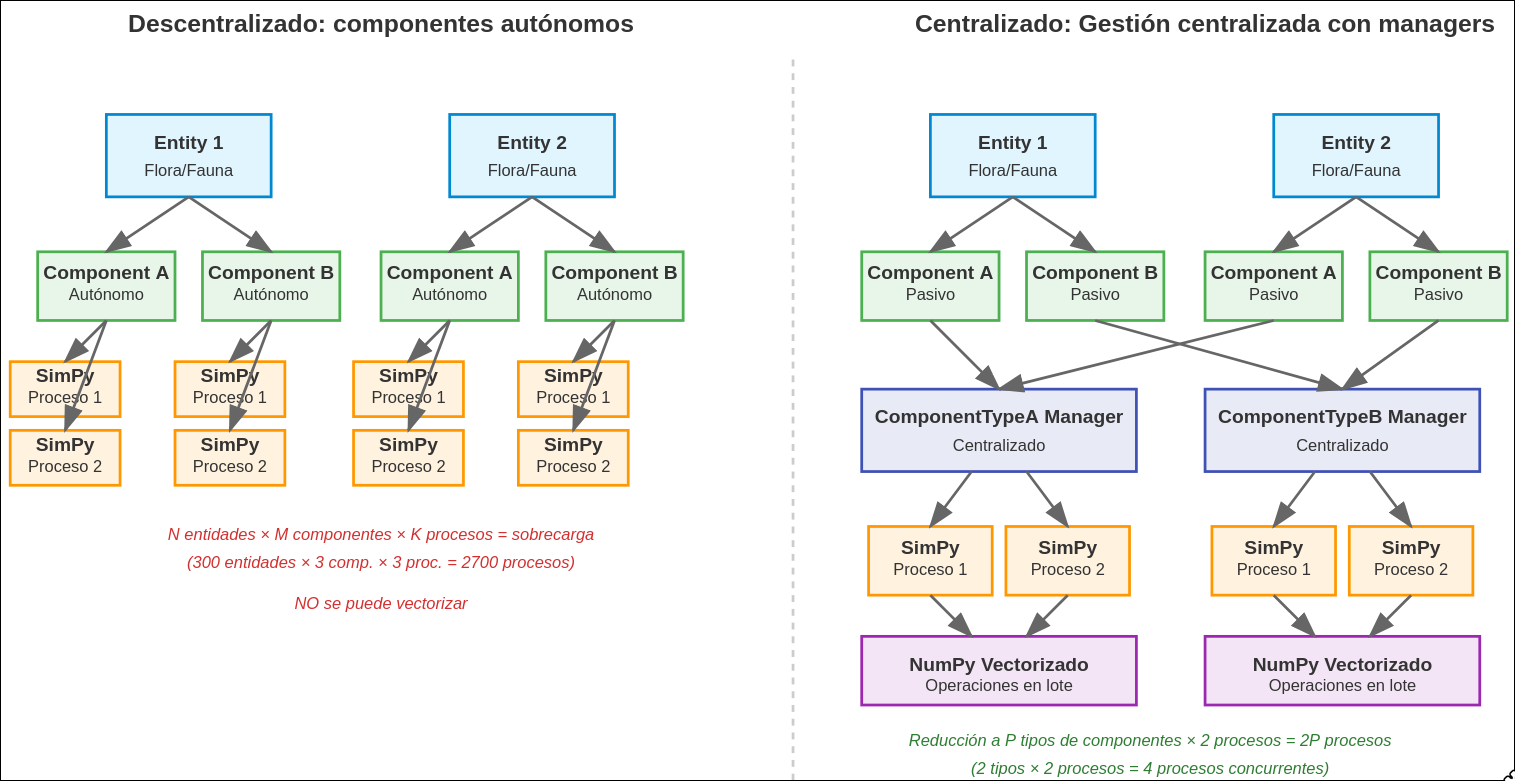 Descentralizado: componentes autónomos
Centralizado: Gestión centralizada con managers
Entity 1
Flora/Fauna
Entity 2
Flora/Fauna
Entity 1
Flora/Fauna
Entity 2
Flora/Fauna
Component A
Autónomo
Component B
Autónomo
Component A
Autónomo
Component B
Autónomo
Component A
Pasivo
Component B
Pasivo
Component A
Pasivo
Component B
Pasivo
SimPy
Proceso 1
SimPy
Proceso 1
SimPy
Proceso 1
SimPy
Proceso 1
SimPy
Proceso 2
SimPy
Proceso 2
SimPy
Proceso 2
SimPy
Proceso 2
ComponentTypeA Manager
Centralizado
ComponentTypeB Manager
Centralizado
N entidades × M componentes × K procesos = sobrecarga
(300 entidades × 3 comp. × 3 proc. = 2700 procesos)
NO se puede vectorizar
SimPy
Proceso 1
SimPy
Proceso 2
SimPy
Proceso 1
SimPy
Proceso 2
NumPy Vectorizado
Operaciones en lote
NumPy Vectorizado
Operaciones en lote
Reducción a P tipos de componentes × 2 procesos = 2P procesos
(2 tipos × 2 procesos = 4 procesos concurrentes)